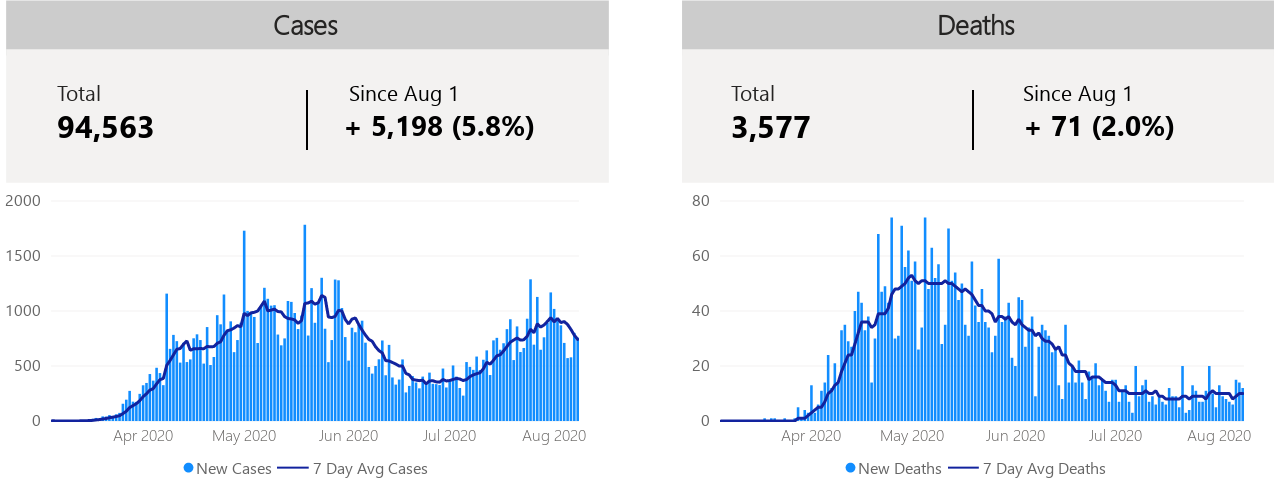 Cases
Total
94,563
Since Aug 1
+ 5,198 (5.8%)
2000
1500
1000
500
0
Apr 2020 May 2020 Jun 2020 Jul 2020 Aug 2020
New Cases 7 Day Avg Cases
Deaths
Total
3,577
Since Aug 1
+ 71 (2.0%)
80
60
40
20
0
Apr 2020 May 2020 Jun 2020 Jul 2020 Aug 2020
New Deaths 7 Day Avg Deaths